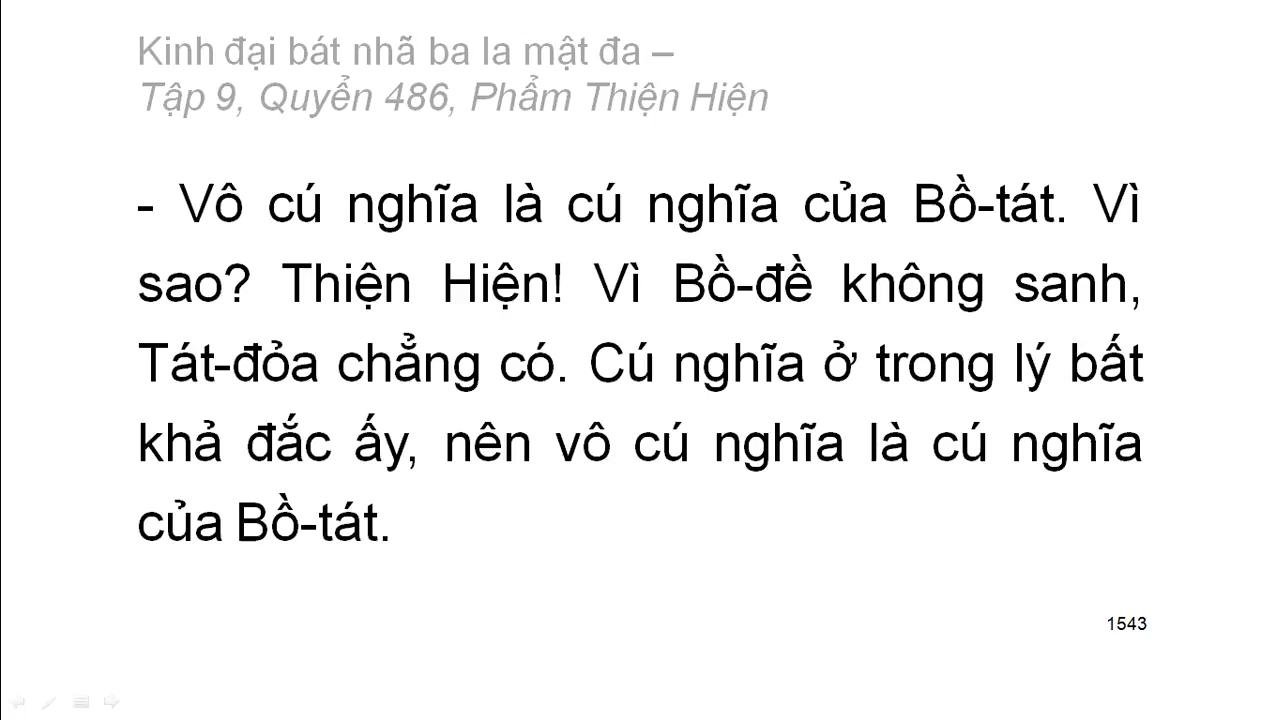 Kinh đại bát nhã ba la mật đa –
Tập 9, Quyển 486, Phẩm Thiện Hiện
- Vô cú nghĩa là cú nghĩa của Bồ-tát. Vì
sao? Thiện Hiện! Vì Bồ-đề không sanh,
Tát-đỏa chẳng có. Cú nghĩa ở trong lý bất
khả đắc ấy, nên vô cú nghĩa là cú nghĩa
của Bồ-tát.
1543